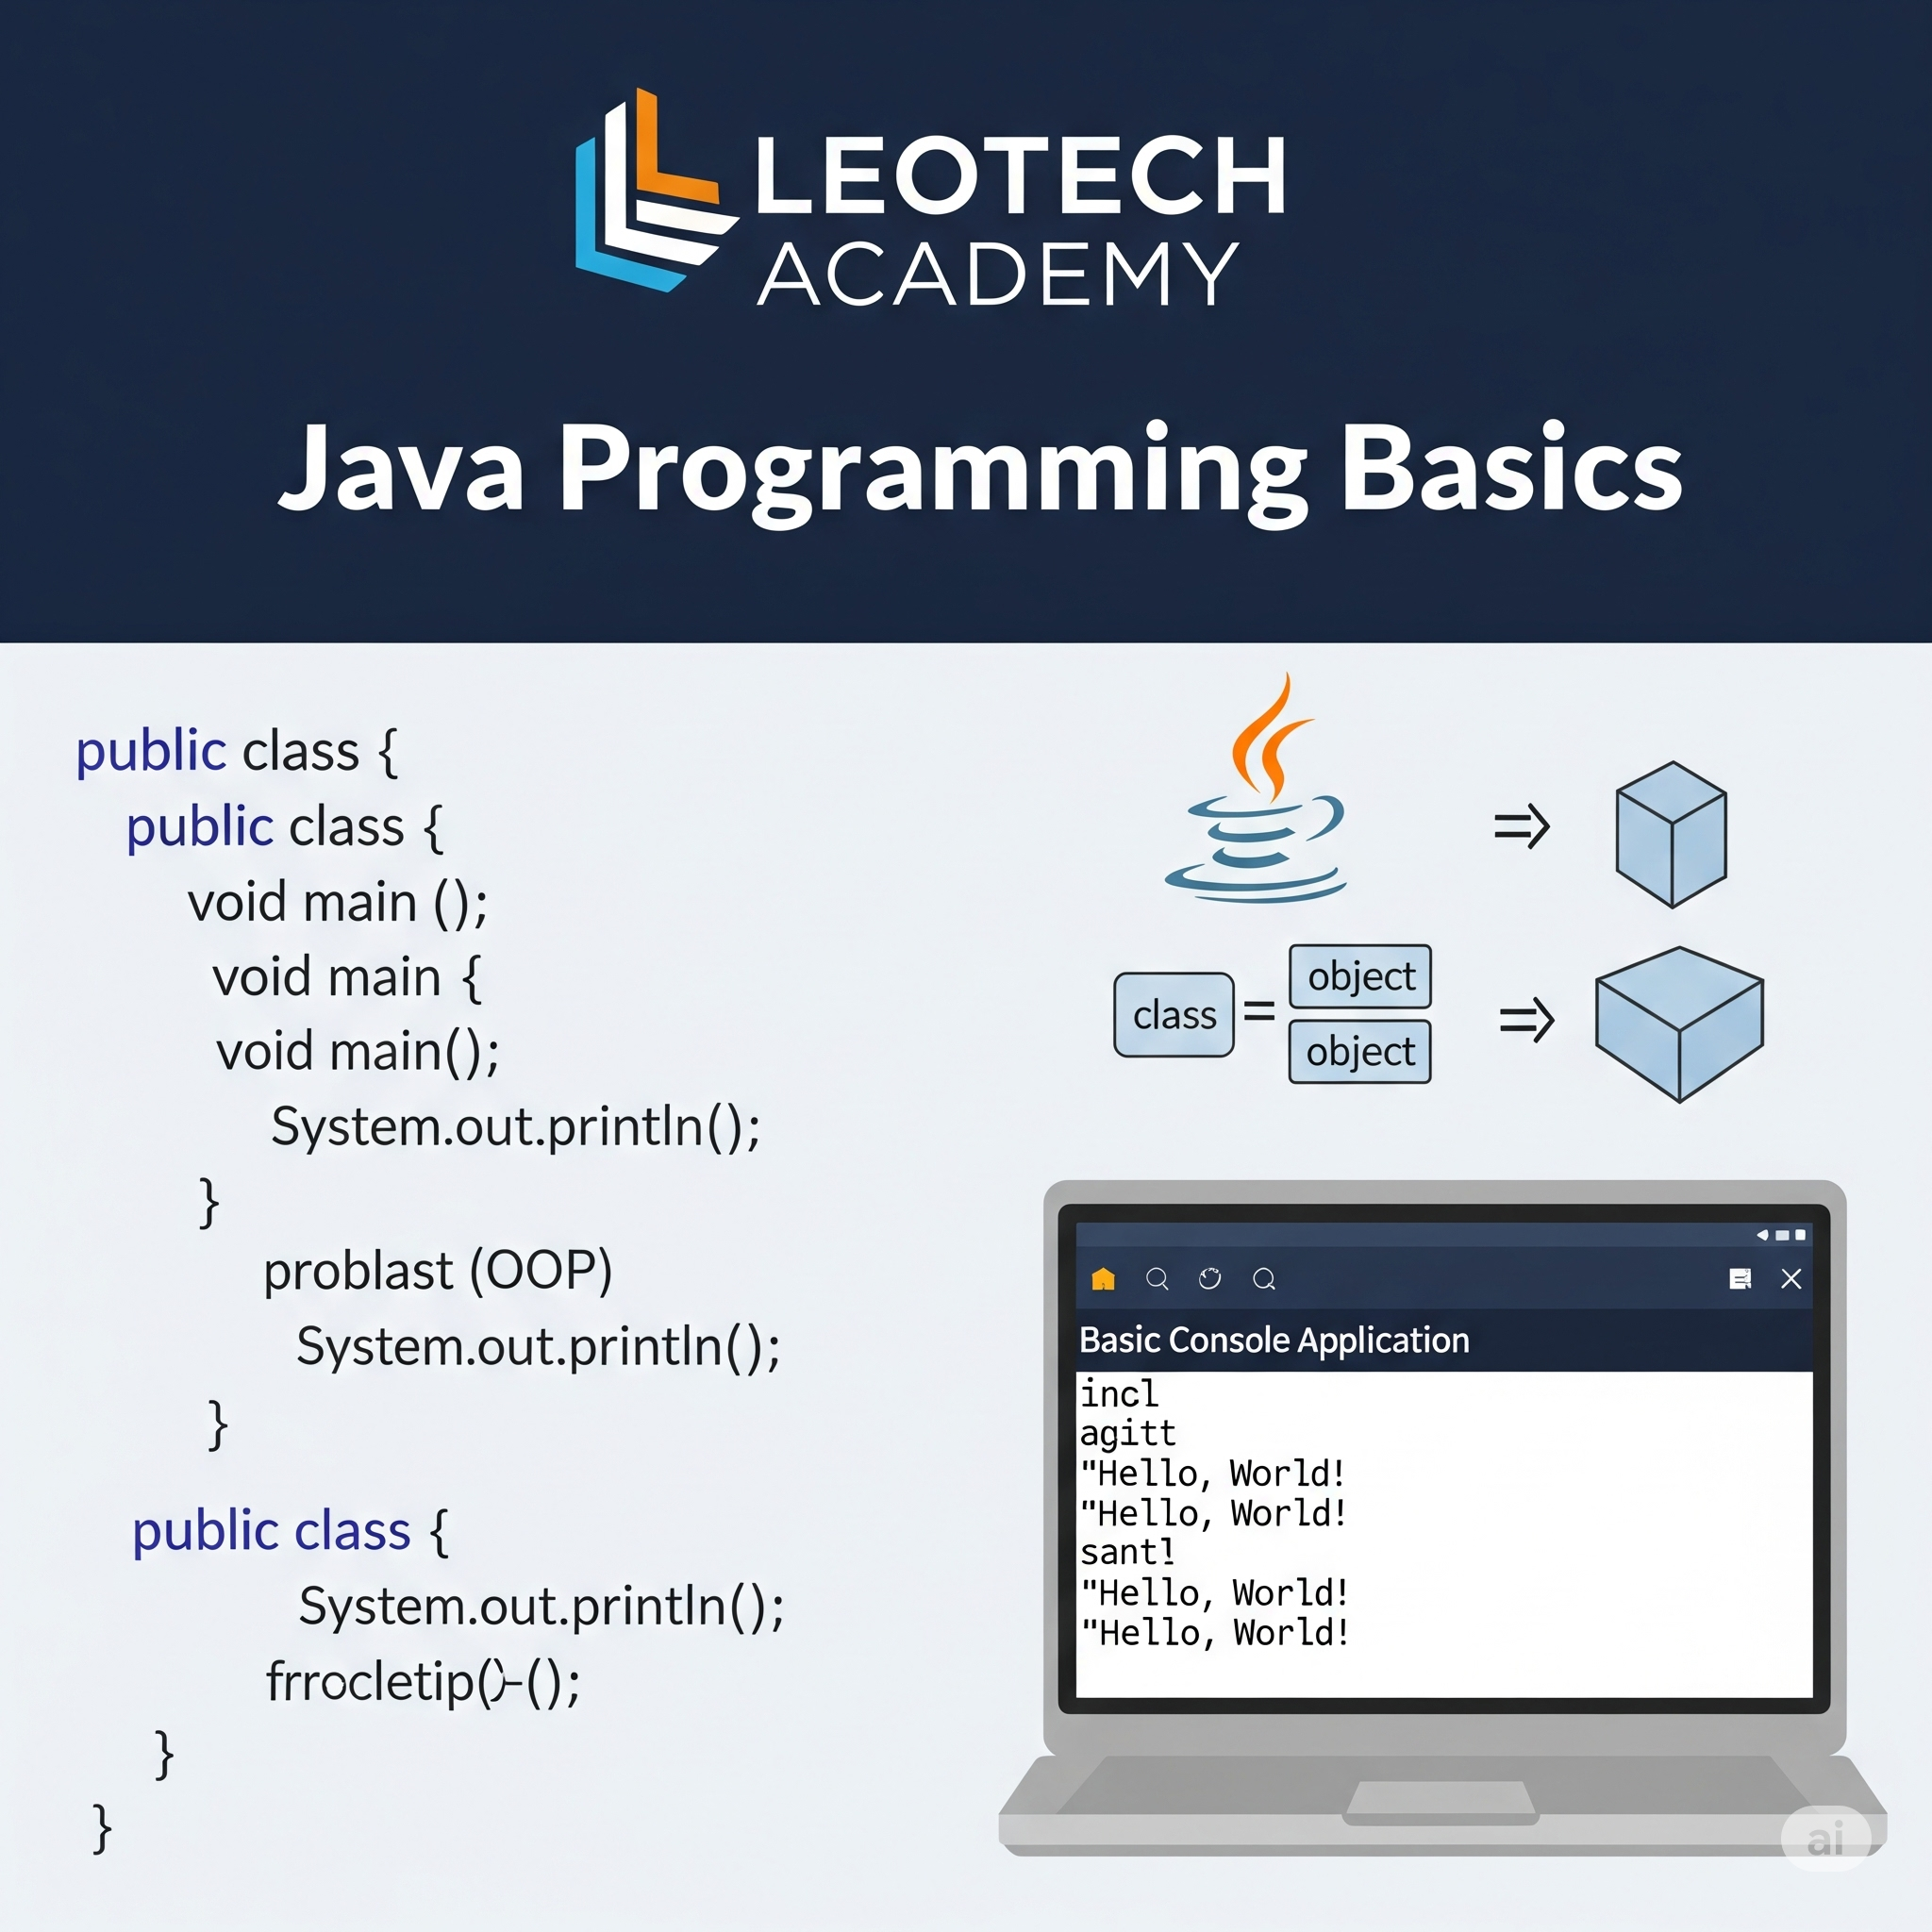 LEOTECH
ACADEMY
Java Programming Basics
public class {
public class {
void main ();
void main {
void main();
System.out.println();
}
problast (OOP)
System.out.println();
}
public class {
System.out.println();
frrocletip()-();
}
}
⇒
class = object
object
⇒
Basic Console Application
incl
agitt
"Hello, World!
"Hello, World!
santl
"Hello, World!
"Hello, World!
ai